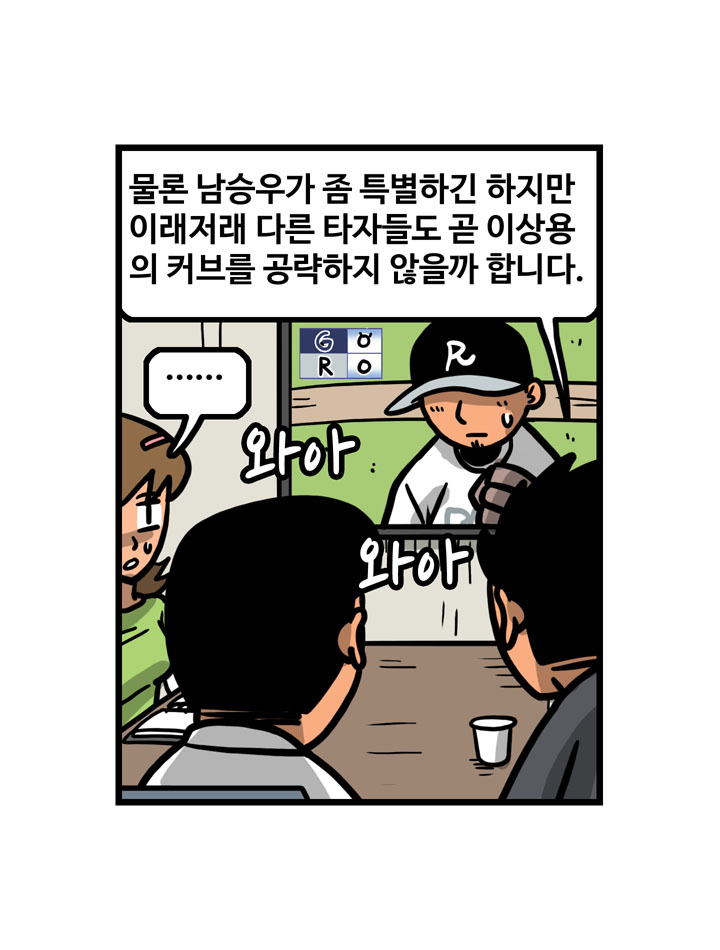 물론 남승우가 좀 특별하긴 하지만
이래저래 다른 타자들도 곧 이상용
의 커브를 공략하지 않을까 합니다.
G 0
R 0
R
......
와아
와아